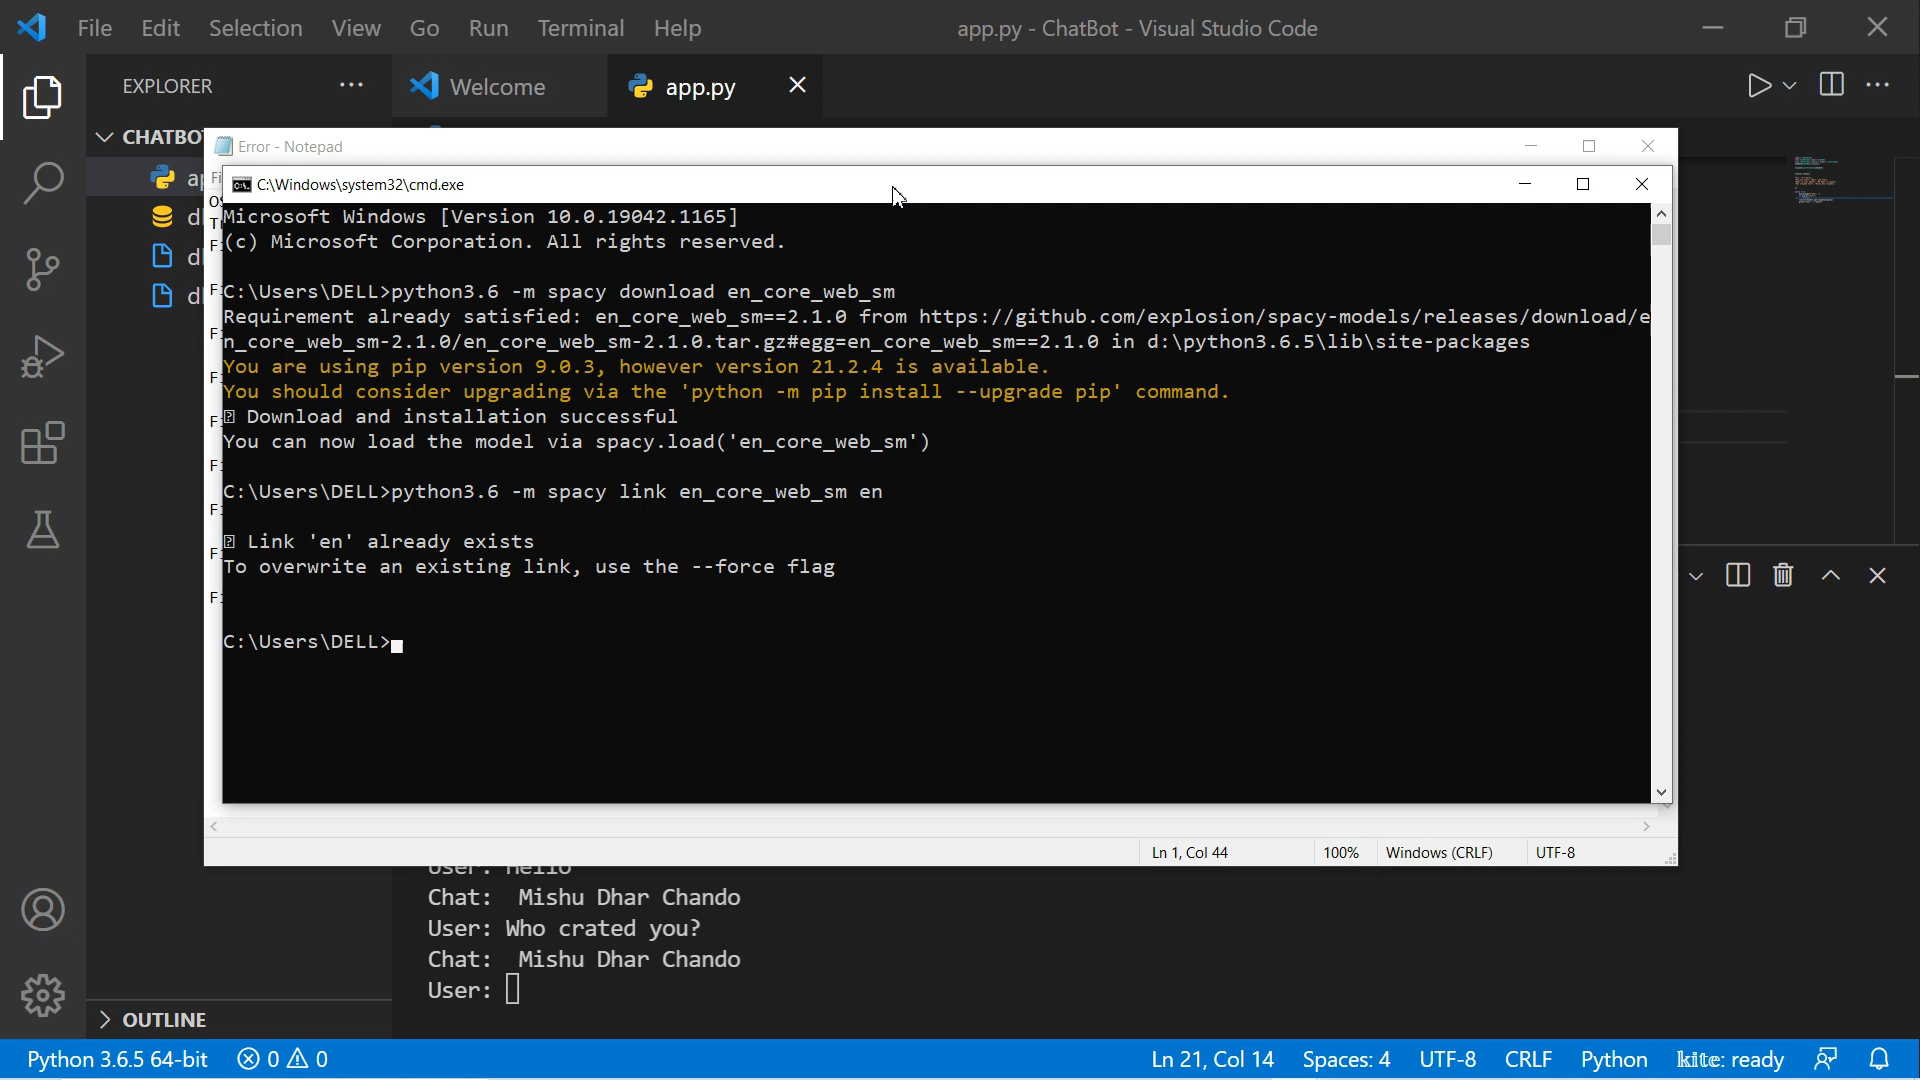 File Edit Selection View Go Run Terminal Help
app.py - ChatBot - Visual Studio Code
EXPLORER
Welcome
app.py
CHATBO
Error - Notepad
C:\Windows\system32\cmd.exe
Microsoft Windows [Version 10.0.19042.1165]
(c) Microsoft Corporation. All rights reserved.
C:\Users\DELL>python3.6 -m spacy download en_core_web_sm
Requirement already satisfied: en_core_web_sm==2.1.0 from https://github.com/explosion/spacy-models/releases/download/e
n_core_web_sm-2.1.0/en_core_web_sm-2.1.0.tar.gz#egg=en_core_web_sm==2.1.0 in d:\python3.6.5\lib\site-packages
You are using pip version 9.0.3, however version 21.2.4 is available.
You should consider upgrading via the 'python -m pip install --upgrade pip' command.
Download and installation successful
You can now load the model via spacy.load('en_core_web_sm')
C:\Users\DELL>python3.6 -m spacy link en_core_web_sm en
Link 'en' already exists
To overwrite an existing link, use the --force flag
C:\Users\DELL>
Ln 1, Col 44 100% Windows (CRLF) UTF-8
User: Hello
Chat: Mishu Dhar Chando
User: Who crated you?
Chat: Mishu Dhar Chando
User:
OUTLINE
Python 3.6.5 64-bit 0 0 Ln 21, Col 14 Spaces: 4 UTF-8 CRLF Python kite: ready